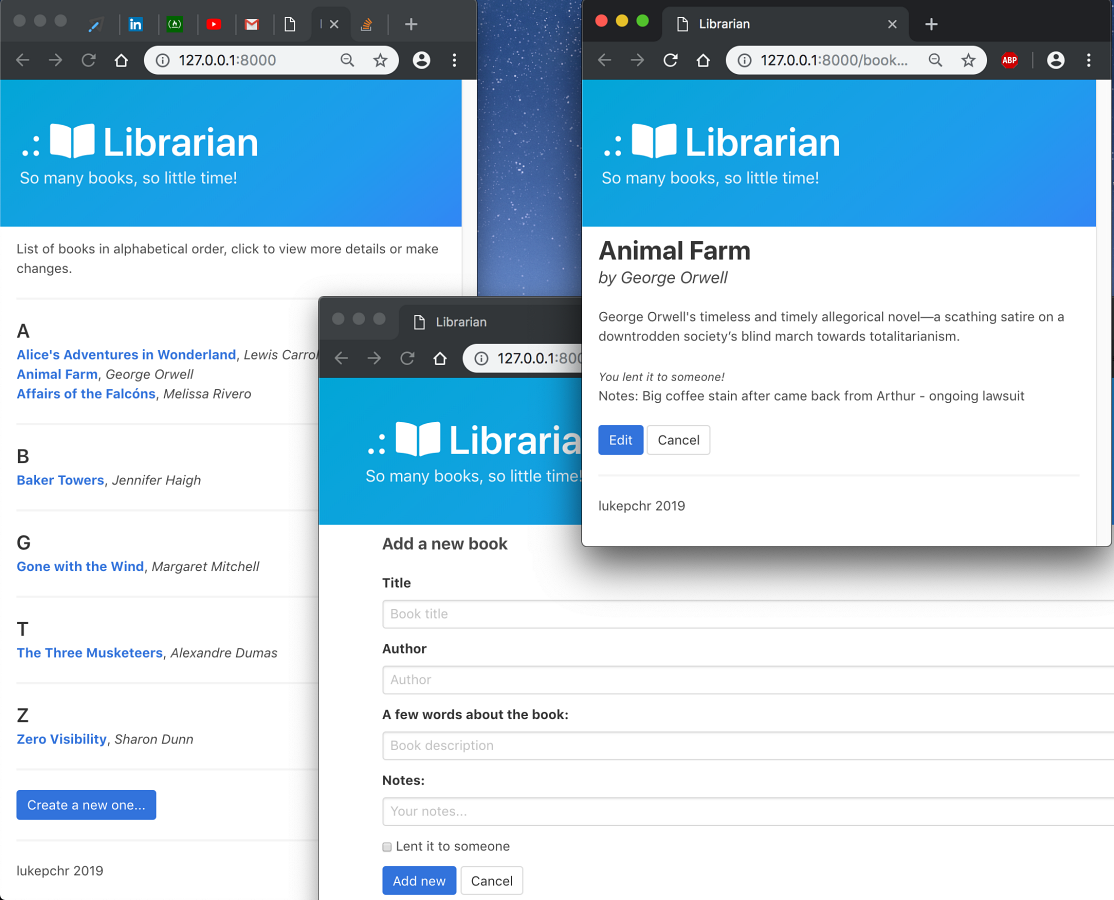 127.0.0.1:8000
.: Librarian
So many books, so little time!
List of books in alphabetical order, click to view more details or make
changes.
A
Alice's Adventures in Wonderland, Lewis Carrol
Animal Farm, George Orwell
Affairs of the Falcóns, Melissa Rivero
B
Baker Towers, Jennifer Haigh
G
Gone with the Wind, Margaret Mitchell
T
The Three Musketeers, Alexandre Dumas
Z
Zero Visibility, Sharon Dunn
Create a new one...
lukepchr 2019
Librarian
127.0.0.1:800
.: Libraria
So many books, so little time!
Add a new book
Title
Book title
Author
Author
A few words about the book:
Book description
Notes:
Your notes...
Lent it to someone
Add new Cancel
Librarian
127.0.0.1:8000/book...
ABP
.: Librarian
So many books, so little time!
Animal Farm
by George Orwell
George Orwell's timeless and timely allegorical novel—a scathing satire on a
downtrodden society’s blind march towards totalitarianism.
You lent it to someone!
Notes: Big coffee stain after came back from Arthur - ongoing lawsuit
Edit Cancel
lukepchr 2019